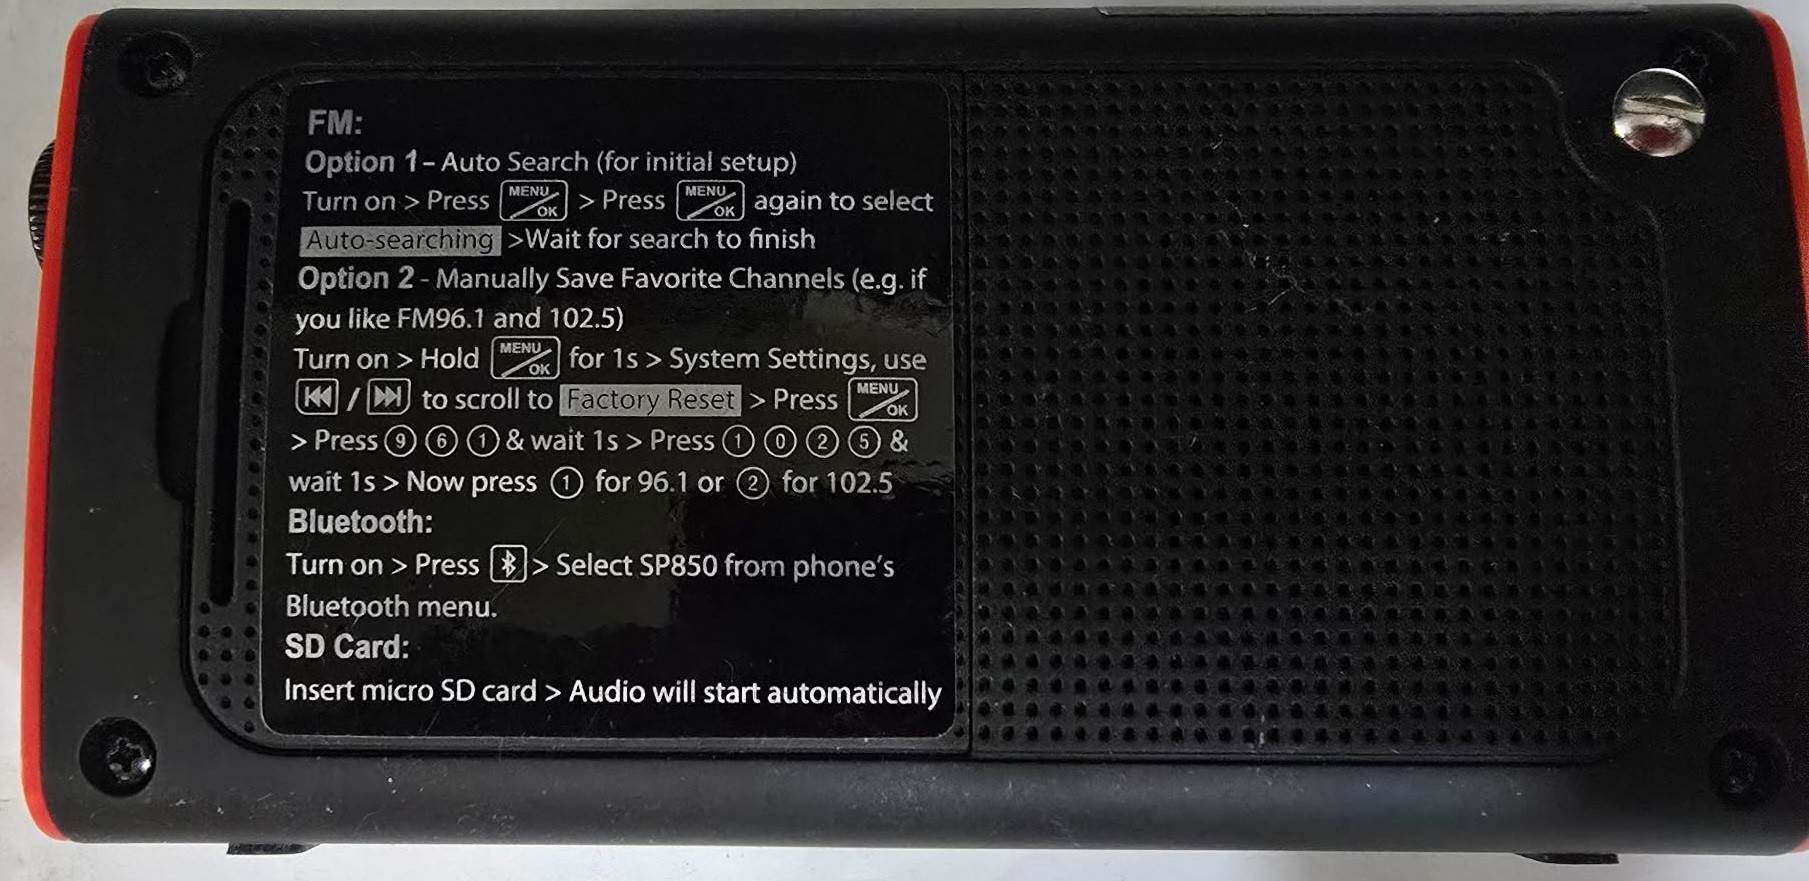 FM:
Option 1 – Auto Search (for initial setup)
Turn on > Press MENU/OK > Press MENU/OK again to select
Auto-searching >Wait for search to finish
Option 2 - Manually Save Favorite Channels (e.g. if
you like FM96.1 and 102.5)
Turn on > Hold MENU/OK for 1s > System Settings, use
⏮ / ⏭ to scroll to Factory Reset > Press MENU/OK
> Press ⑨ ⑥ ① & wait 1s > Press ① ⓪ ② ⑤ &
wait 1s > Now press ① for 96.1 or ② for 102.5
Bluetooth:
Turn on > Press > Select SP850 from phone's
Bluetooth menu.
SD Card:
Insert micro SD card > Audio will start automatically